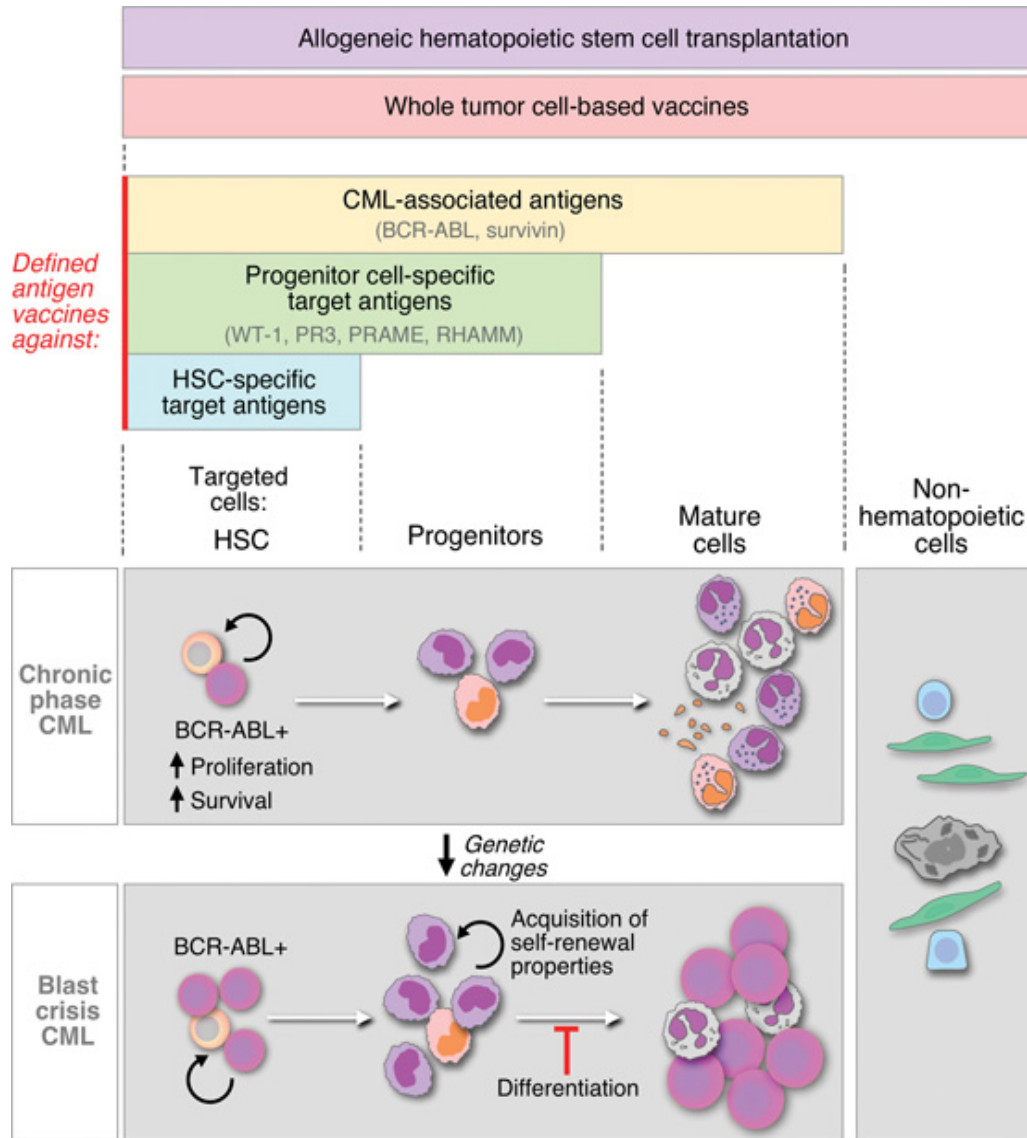 Allogeneic hematopoietic stem cell transplantation
Whole tumor cell-based vaccines
CML-associated antigens
(BCR-ABL, survivin)
Defined
antigen
vaccines
against:
Progenitor cell-specific
target antigens
(WT-1, PR3, PRAME, RHAMM)
HSC-specific
target antigens
Targeted
cells:
HSC
Progenitors
Mature
cells
Non-
hematopoietic
cells
Chronic
phase
CML
BCR-ABL+
Proliferation
Survival
Genetic
changes
Blast
crisis
CML
BCR-ABL+
Acquisition of
self-renewal
properties
Differentiation